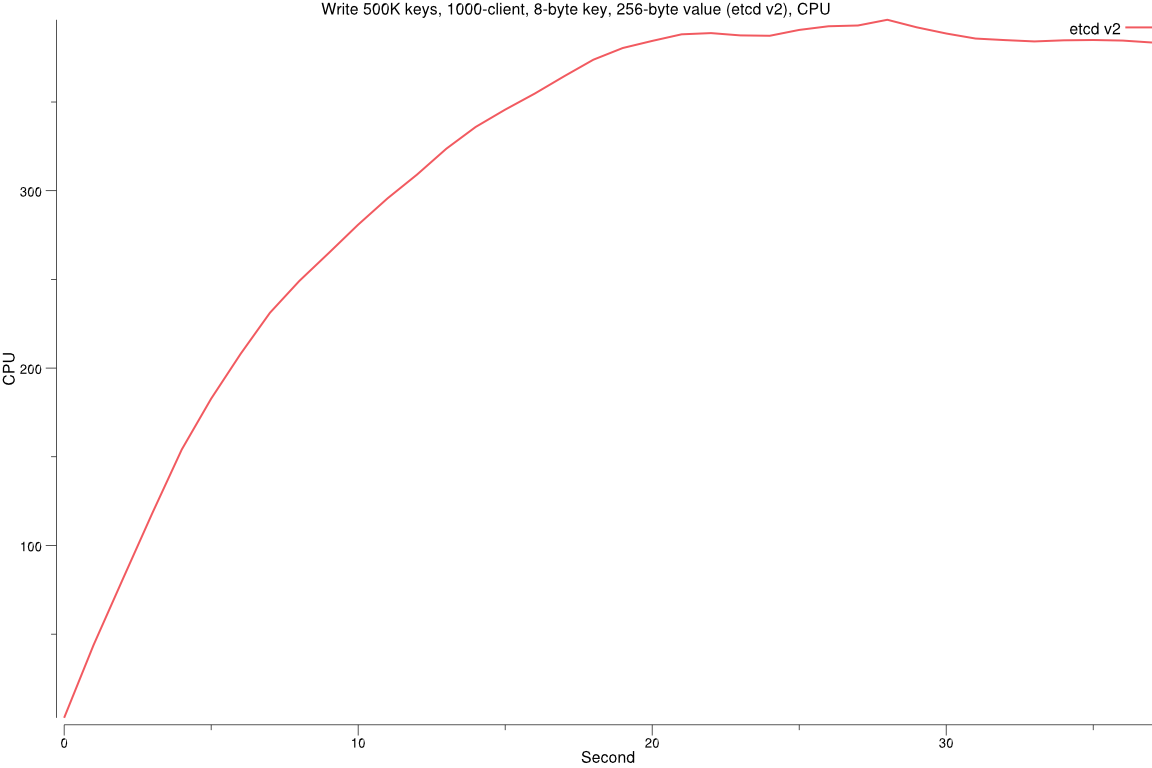 Write 500K keys, 1000-client, 8-byte key, 256-byte value (etcd v2), CPU
etcd v2
300
200
100
CPU
0
10
20
30
Second